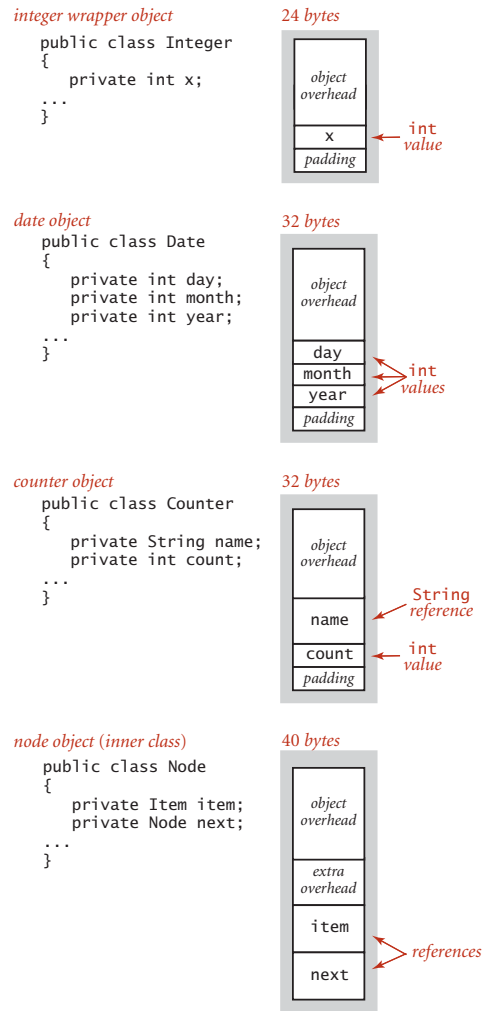 integer wrapper object
24 bytes
public class Integer
{
private int x;
...
}
object
overhead
x
padding
int
value
date object
32 bytes
public class Date
{
private int day;
private int month;
private int year;
...
}
object
overhead
day
month
year
padding
int
values
counter object
32 bytes
public class Counter
{
private String name;
private int count;
...
}
object
overhead
name
count
padding
String
reference
int
value
node object (inner class)
40 bytes
public class Node
{
private Item item;
private Node next;
...
}
object
overhead
extra
overhead
item
next
references